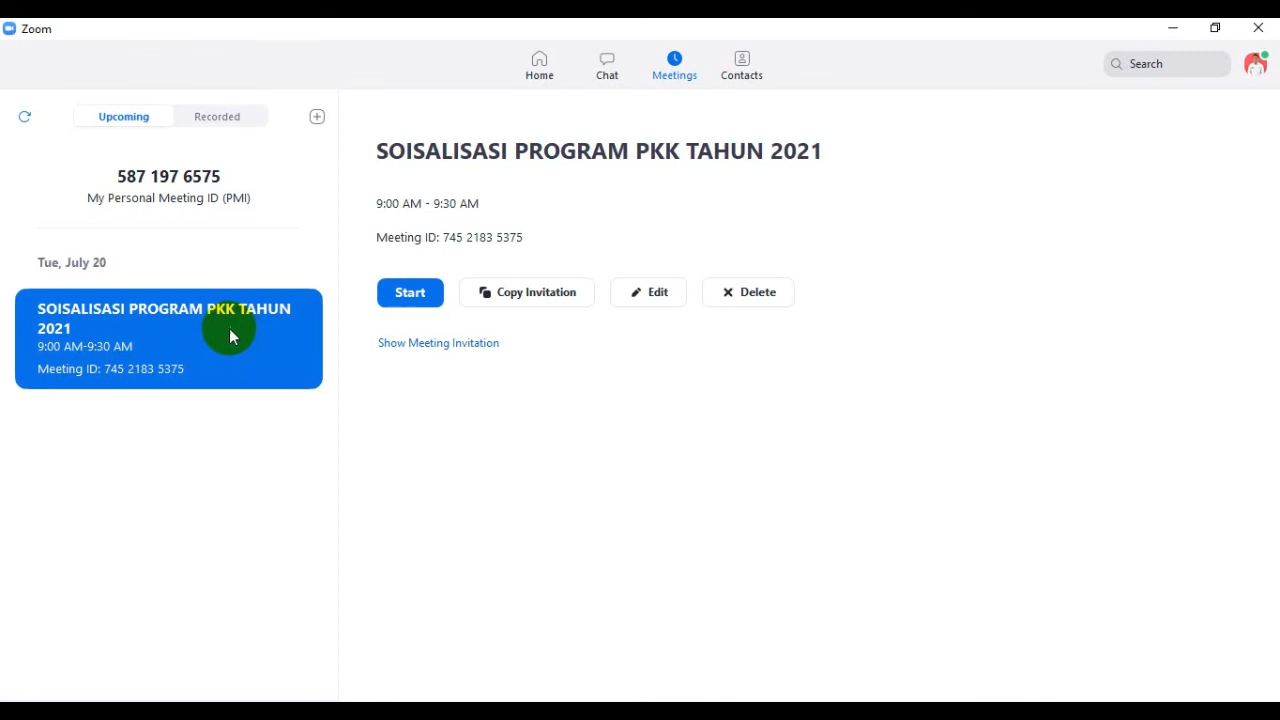 Zoom
Home
Chat
Meetings
Contacts
Search
Upcoming
Recorded
587 197 6575
My Personal Meeting ID (PMI)
Tue, July 20
SOISALISASI PROGRAM PKK TAHUN
2021
9:00 AM-9:30 AM
Meeting ID: 745 2183 5375
SOISALISASI PROGRAM PKK TAHUN 2021
9:00 AM - 9:30 AM
Meeting ID: 745 2183 5375
Start
Copy Invitation
Edit
Delete
Show Meeting Invitation